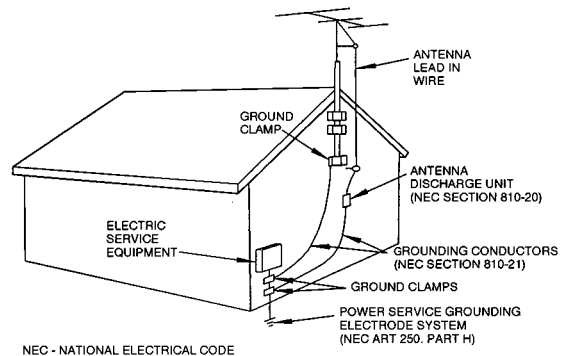 ANTENNA
LEAD IN
WIRE
GROUND
CLAMP
ANTENNA
DISCHARGE UNIT
(NEC SECTION 810-20)
ELECTRIC
SERVICE
EQUIPMENT
GROUNDING CONDUCTORS
(NEC SECTION 810-21)
GROUND CLAMPS
POWER SERVICE GROUNDING
ELECTRODE SYSTEM
(NEC ART 250. PART H)
NEC - NATIONAL ELECTRICAL CODE